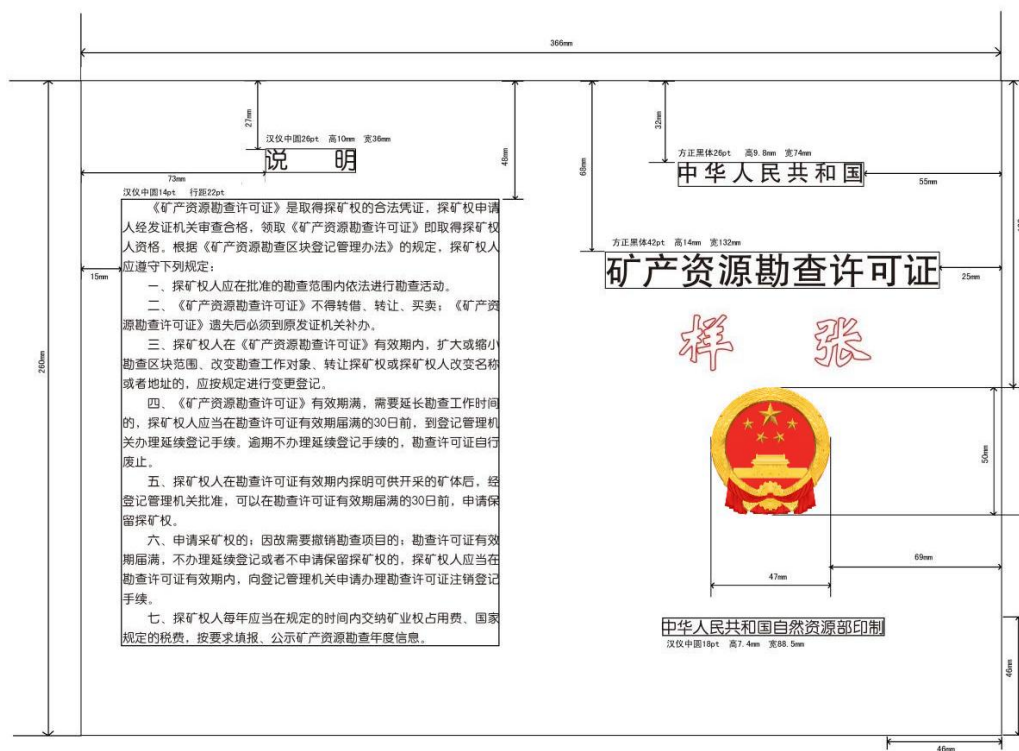 366mm
27mm
汉仪中圆26pt 高10mm 宽36mm
说 明
73mm
48mm
汉仪中圆14pt 行距22pt
《矿产资源勘查许可证》是取得探矿权的合法凭证，探矿权申请
人经发证机关审查合格，领取《矿产资源勘查许可证》即取得探矿权
人资格。根据《矿产资源勘查区块登记管理办法》的规定，探矿权人
应遵守下列规定：
一、探矿权人应在批准的勘查范围内依法进行勘查活动。
二、《矿产资源勘查许可证》不得转借、转让、买卖；《矿产资
源勘查许可证》遗失后必须到原发证机关补办。
三、探矿权人在《矿产资源勘查许可证》有效期内，扩大或缩小
勘查区块范围、改变勘查工作对象、转让探矿权或探矿权人改变名称
或者地址的，应按规定进行变更登记。
四、《矿产资源勘查许可证》有效期满，需要延长勘查工作时间
的，探矿权人应当在勘查许可证有效期届满的30日前，到登记管理机
关办理延续登记手续。逾期不办理延续登记手续的，勘查许可证自行
废止。
五、探矿权人在勘查许可证有效期内探明可供开采的矿体后，经
登记管理机关批准，可以在勘查许可证有效期届满的30日前，申请保
留探矿权。
六、申请采矿权的；因故需要撤销勘查项目的；勘查许可证有效
期届满，不办理延续登记或者不申请保留探矿权的，探矿权人应当在
勘查许可证有效期内，向登记管理机关申请办理勘查许可证注销登记
手续。
七、探矿权人每年应当在规定的时间内交纳矿业权占用费、国家
规定的税费，按要求填报、公示矿产资源勘查年度信息。
15mm
260mm
32mm
方正黑体26pt 高9.8mm 宽74mm
中华人民共和国
55mm
68mm
方正黑体42pt 高14mm 宽132mm
矿产资源勘查许可证
25mm
样 张
50mm
69mm
47mm
中华人民共和国自然资源部印制
汉仪中圆18pt 高7.4mm 宽88.5mm
46mm
46mm